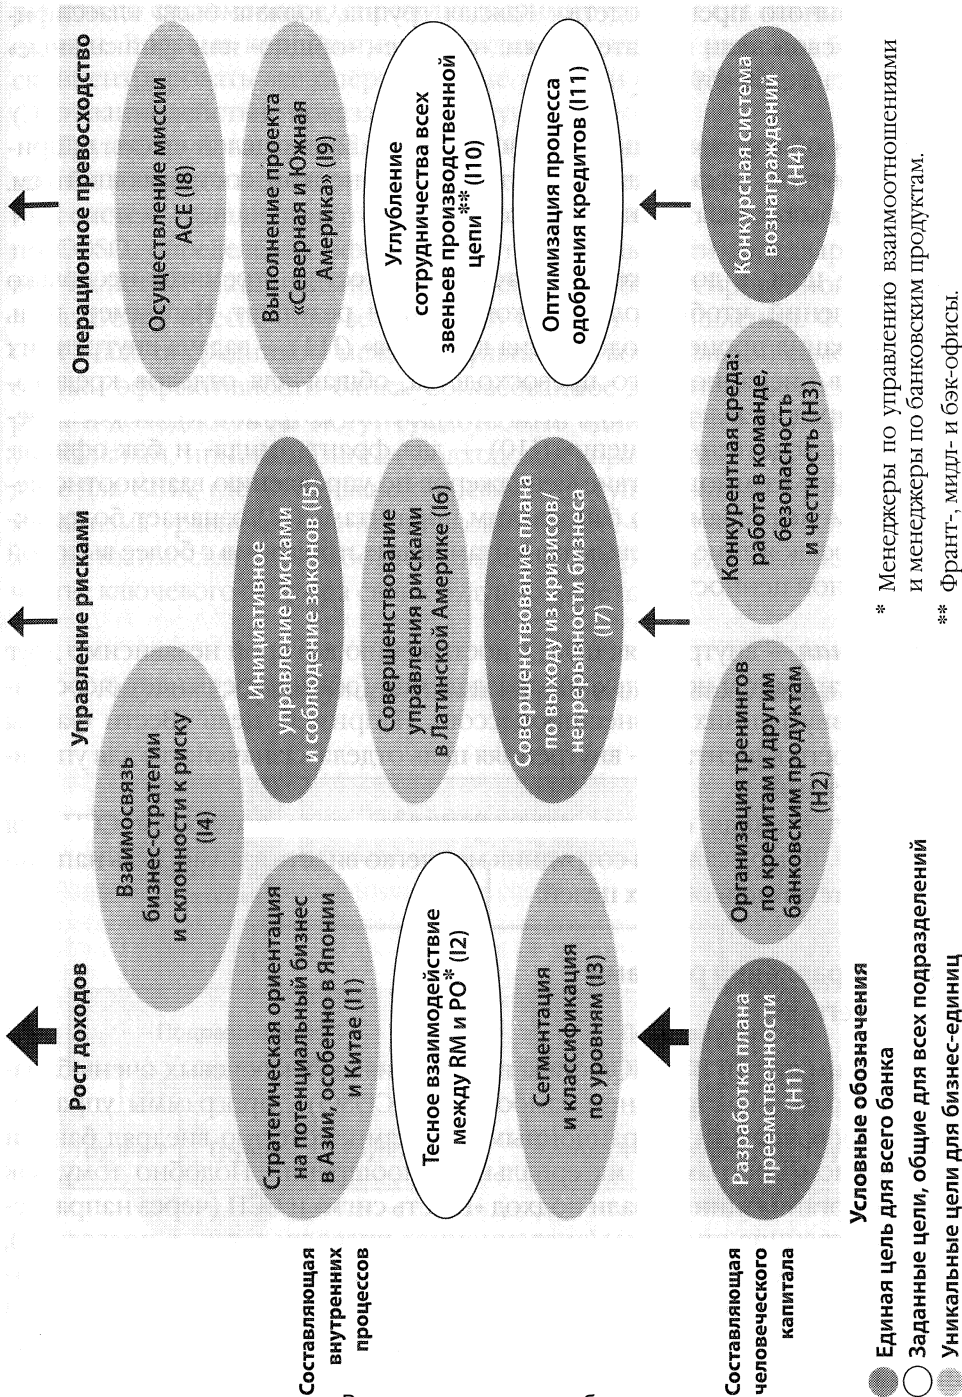 Рост доходов
Управление рисками
Операционное превосходство
Составляющая
внутренних
процессов
Взаимосвязь
бизнес-стратегии
и склонности к риску
(I4)
Стратегическая ориентация
на потенциальный бизнес
в Азии, особенно в Японии
и Китае (I1)
Тесное взаимодействие
между RM и PO* (I2)
Сегментация
и классификация
по уровням (I3)
Инициативное
управление рисками
и соблюдение законов (I5)
Совершенствование
управления рисками
в Латинской Америке (I6)
Совершенствование плана
по выходу из кризисов/
непрерывности бизнеса
(I7)
Осуществление миссии
ACE (I8)
Выполнение проекта
«Северная и Южная
Америка» (I9)
Углубление
сотрудничества всех
звеньев производственной
цепи** (I10)
Оптимизация процесса
одобрения кредитов (I11)
Составляющая
человеческого
капитала
Разработка плана
преемственности
(H1)
Организация тренингов
по кредитам и другим
банковским продуктам
(H2)
Конкурентная среда:
работа в команде,
безопасность
и честность (H3)
Конкурсная система
вознаграждений
(H4)
Условные обозначения
Единая цель для всего банка
Заданные цели, общие для всех подразделений
Уникальные цели для бизнес-единиц
* Менеджеры по управлению взаимоотношениями
и менеджеры по банковским продуктам.
** Франт-, мидл- и бэк-офисы.